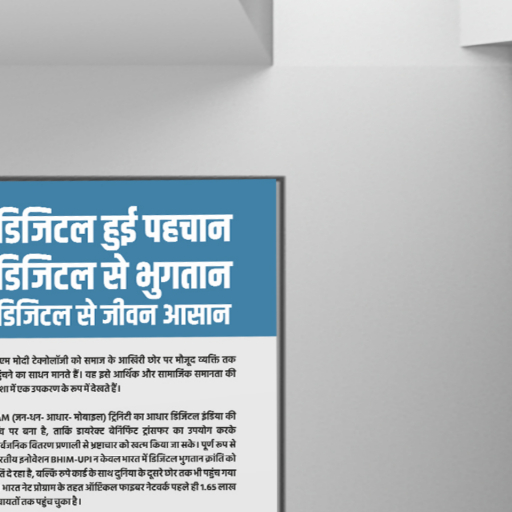 डिजिटल हुई पहचान
डिजिटल से भुगतान
डिजिटल से जीवन आसान
एम मोदी टेक्नोलॉजी को समाज के आखिरी छोर पर मौजूद व्यक्ति तक
का साधन मानते हैं। वह इसे आर्थिक और सामाजिक समानता की
में एक उपकरण के रूप में देखते हैं।
(जन-धन- आधार- मोबाइल) ट्रिनिटी का आधार डिजिटल इंडिया की
पर बना है, ताकि डायरेक्ट बेनिफिट ट्रांसफर का उपयोग करके
वितरण प्रणाली से भ्रष्टाचार को खत्म किया जा सके। पूर्ण रूप से
इनोवेशन BHIM-UPI न केवल भारत में डिजिटल भुगतान क्रांति को
दे रहा है, बल्कि रुपे कार्ड के साथ दुनिया के दूसरे छोर तक भी पहुंच गया
भारत नेट प्रोग्राम के तहत ऑप्टिकल फाइबर नेटवर्क पहले ही 1.65 लाख
तक पहुंच चुका है।